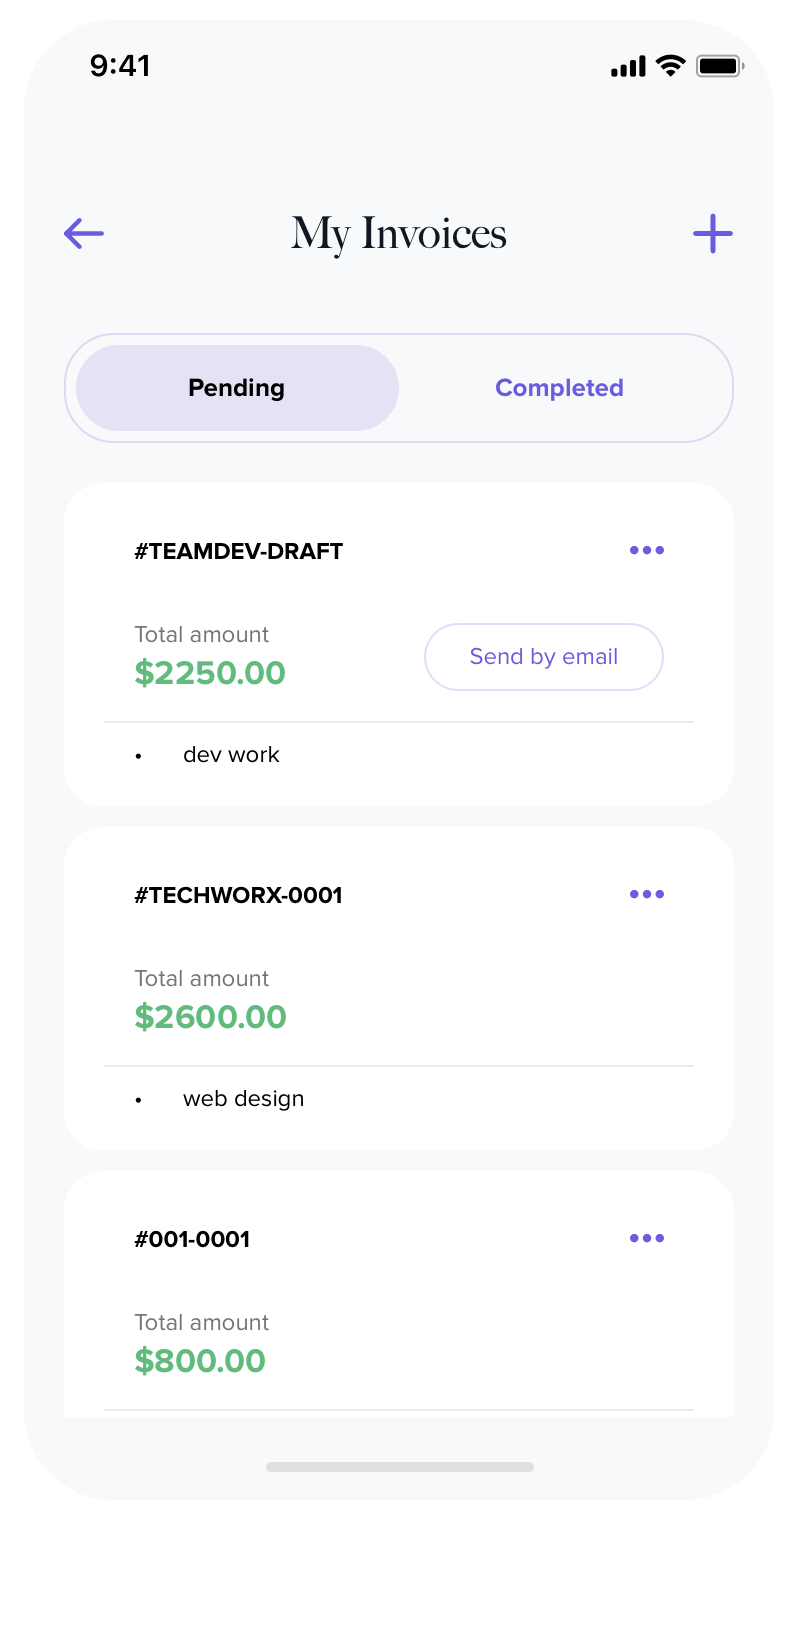 9:41
My Invoices
Pending
Completed
#TEAMDEV-DRAFT
Total amount
$2250.00
Send by email
• dev work
#TECHWORX-0001
Total amount
$2600.00
• web design
#001-0001
Total amount
$800.00